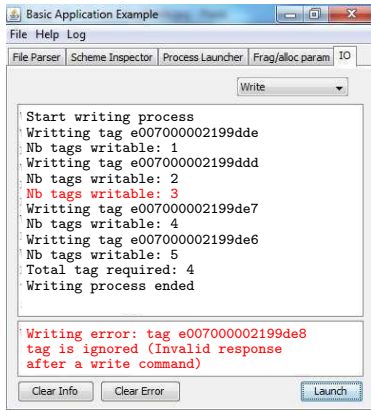 Basic Application Example
File Help Log
File Parser Scheme Inspector Process Launcher Frag/alloc param IO
Write
Start writing process
Writting tag e007000002199dde
Nb tags writable: 1
Writting tag e007000002199ddd
Nb tags writable: 2
Nb tags writable: 3
Writting tag e007000002199de7
Nb tags writable: 4
Writting tag e007000002199de6
Nb tags writable: 5
Total tag required: 4
Writing process ended
Writing error: tag e007000002199de8
tag is ignored (Invalid response
after a write command)
Clear Info Clear Error Launch